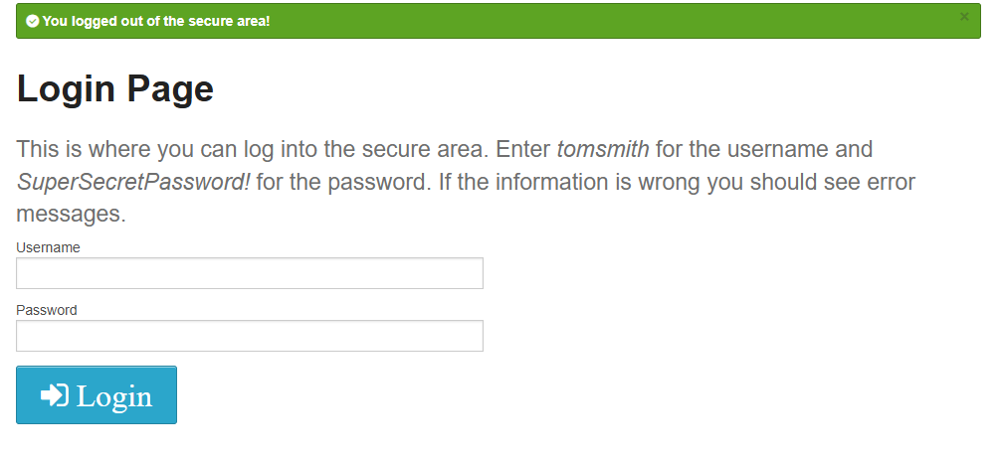 You logged out of the secure area!
×
Login Page
This is where you can log into the secure area. Enter tomsmith for the username and
SuperSecretPassword! for the password. If the information is wrong you should see error
messages.
Username
Password
Login